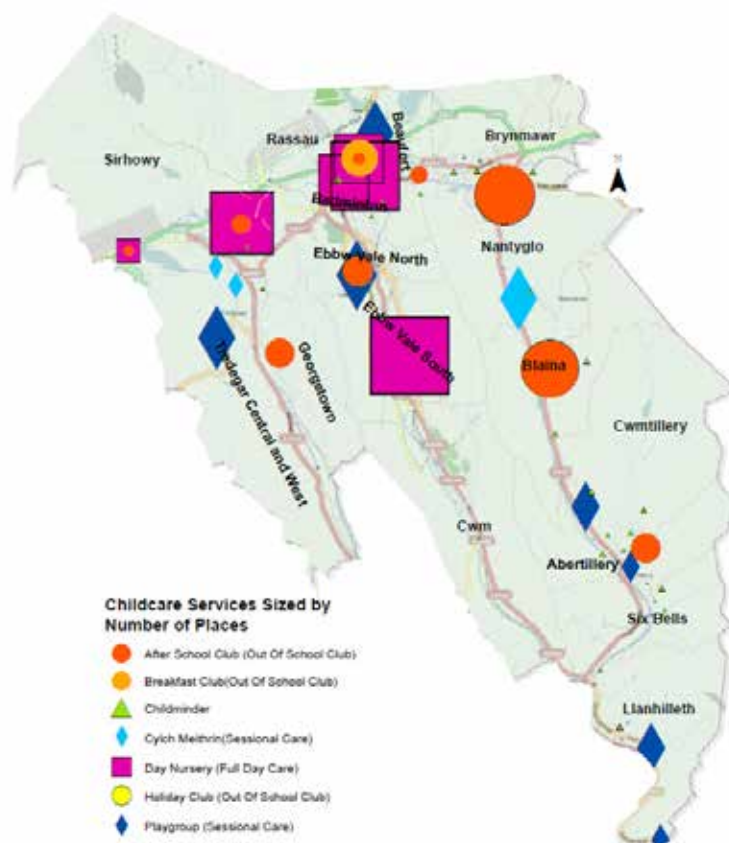 Beaufort
Rassau
Brynmawr
Sirhowy
Badminton
Nantyglo
Ebbw Vale North
Ebbw Vale South
Georgetown
Blaina
Tredegar Central and West
Cwmtillery
Cwm
Abertillery
Six Bells
Llanhilleth
Childcare Services Sized by
Number of Places
After School Club (Out Of School Club)
Breakfast Club(Out Of School Club)
Childminder
Cylch Meithrin(Sessional Care)
Day Nursery (Full Day Care)
Holiday Club (Out Of School Club)
Playgroup (Sessional Care)